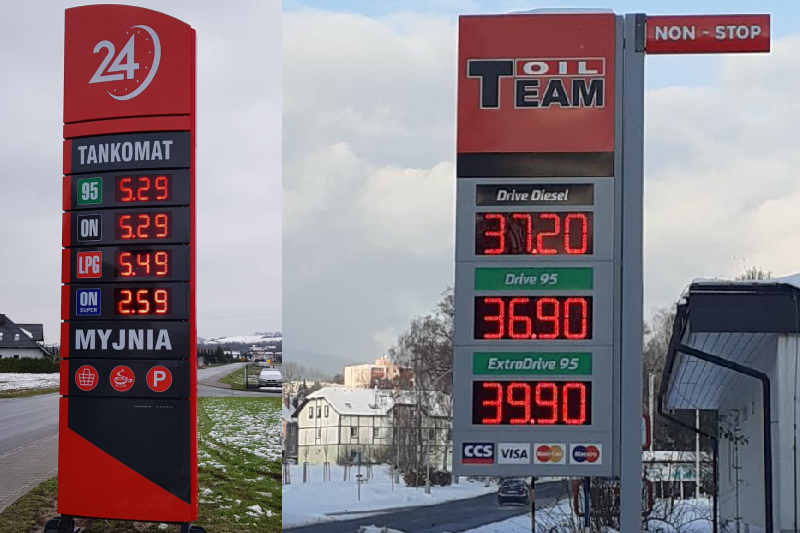 24
TANKOMAT
95 5.29
ON 5.29
LPG 5.49
ON SUPER 2.59
MYJNIA
P
NON - STOP
OIL
TEAM
Drive Diesel
37.20
Drive 95
36.90
ExtraDrive 95
39.90
CCS VISA MasterCard Maestro